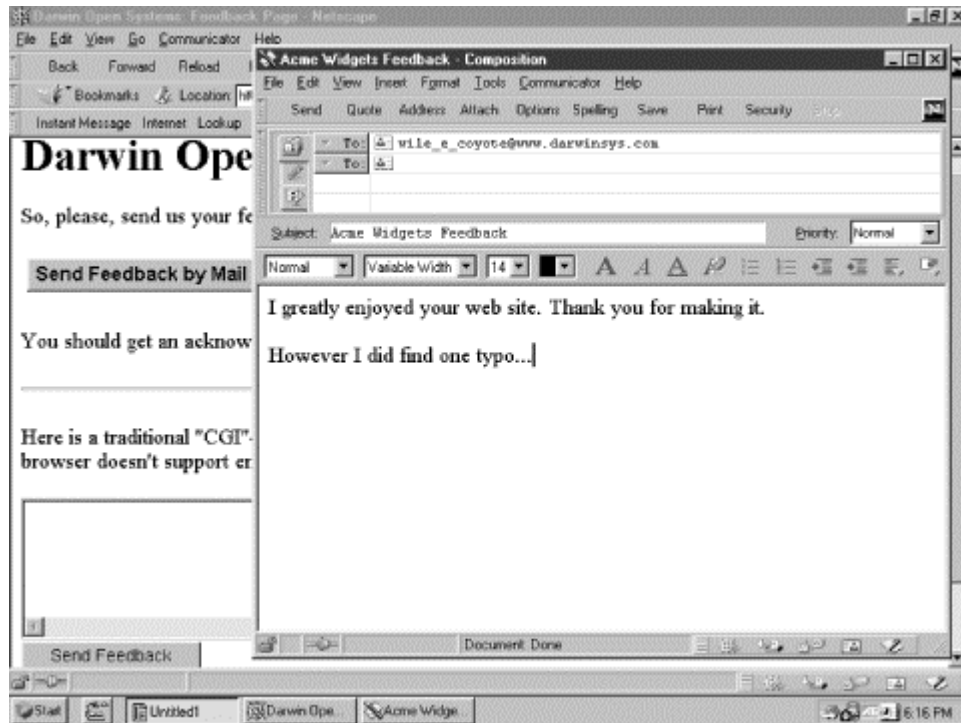 Darwin Open Systems: Feedback Page - Netscape
File Edit View Go Communicator Help
Back Forward Reload
Bookmarks Location:
Instant Message Internet Lookup
Darwin Ope
So, please, send us your fe
Send Feedback by Mail
You should get an acknow
Here is a traditional "CGI"-
browser doesn't support er
Send Feedback
Acme Widgets Feedback - Composition
File Edit View Insert Format Tools Communicator Help
Send Quote Address Attach Options Spelling Save Print Security Stop
To: wile_e_coyote@www.darwinsys.com
To:
Subject: Acme Widgets Feedback Priority: Normal
Normal Variable Width 14
I greatly enjoyed your web site. Thank you for making it.
However I did find one typo...
Document: Done
Start Untitled1 Darwin Ope... Acme Widge... 6:16 PM